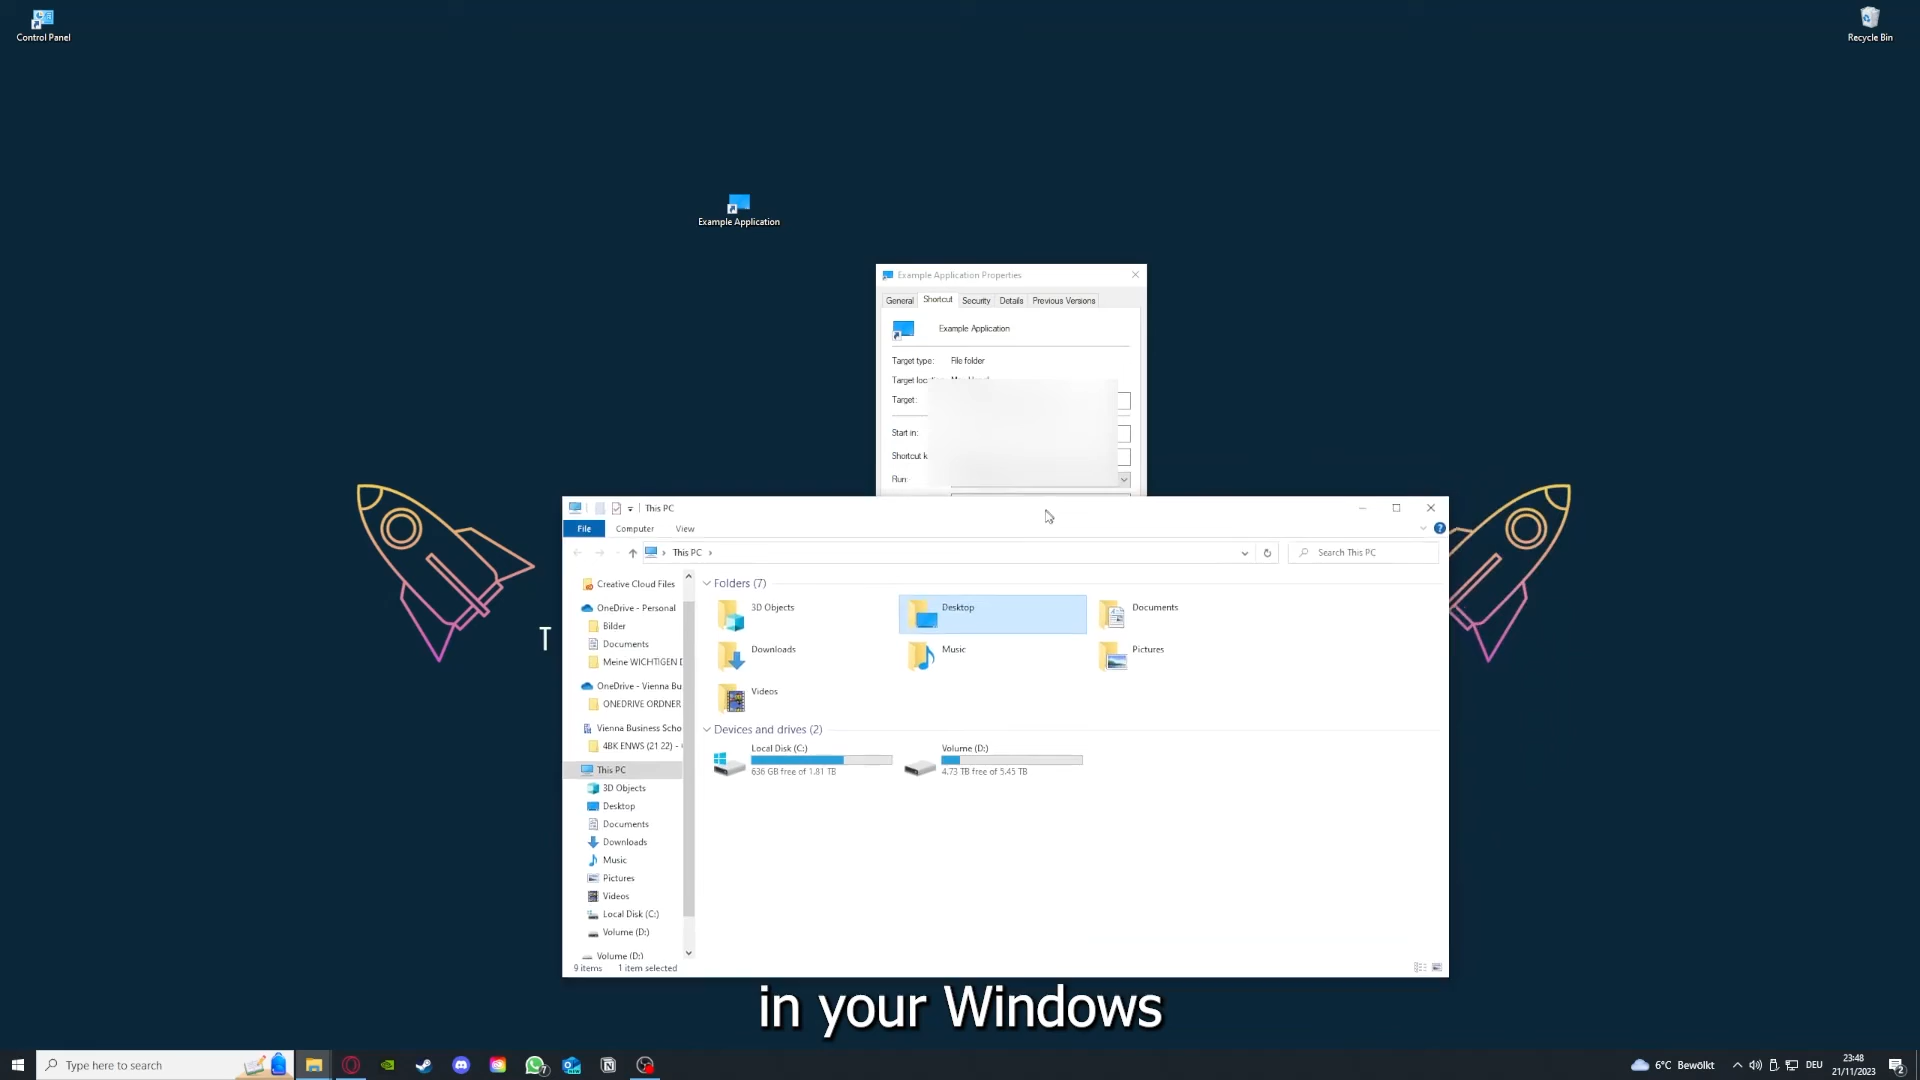 Control Panel
Recycle Bin
Example Application
Example Application Properties
General Shortcut Security Details Previous Versions
Example Application
Target type: File folder
Target
Target:
Start in:
Shortcut
Run:
This PC
File Computer View
This PC
Search This PC
Creative Cloud Files
OneDrive - Personal
Bilder
Documents
Meine WICHTIGEN
OneDrive - Vienna Bu
ONEDRIVE ORDNER
Vienna Business Scho
4BK ENWS (21 22) -
This PC
3D Objects
Desktop
Documents
Downloads
Music
Pictures
Videos
Local Disk (C:)
Volume (D:)
Volume (D:)
Folders (7)
3D Objects
Desktop
Documents
Downloads
Music
Pictures
Videos
Devices and drives (2)
Local Disk (C:)
636 GB free of 1.81 TB
Volume (D:)
4.73 TB free of 5.45 TB
9 items 1 item selected
T
in your Windows
Type here to search
7
6°C Bewölkt
DEU
23:48
21/11/2023
2